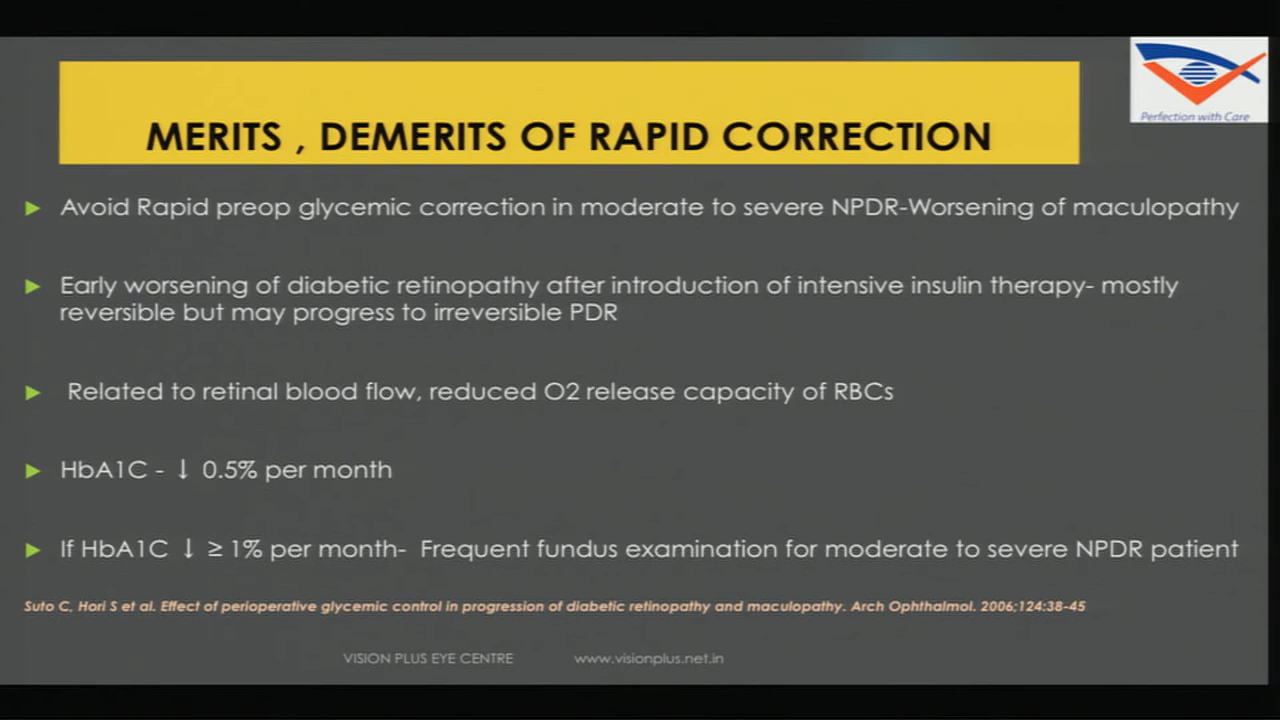 Perfection with Care
MERITS , DEMERITS OF RAPID CORRECTION
Avoid Rapid preop glycemic correction in moderate to severe NPDR-Worsening of maculopathy
Early worsening of diabetic retinopathy after introduction of intensive insulin therapy- mostly
reversible but may progress to irreversible PDR
Related to retinal blood flow, reduced O2 release capacity of RBCs
HbA1C - ↓ 0.5% per month
If HbA1C ↓ ≥ 1% per month- Frequent fundus examination for moderate to severe NPDR patient
Suto C, Hori S et al. Effect of perioperative glycemic control in progression of diabetic retinopathy and maculopathy. Arch Ophthalmol. 2006;124:38-45
VISION PLUS EYE CENTRE www.visionplus.net.in